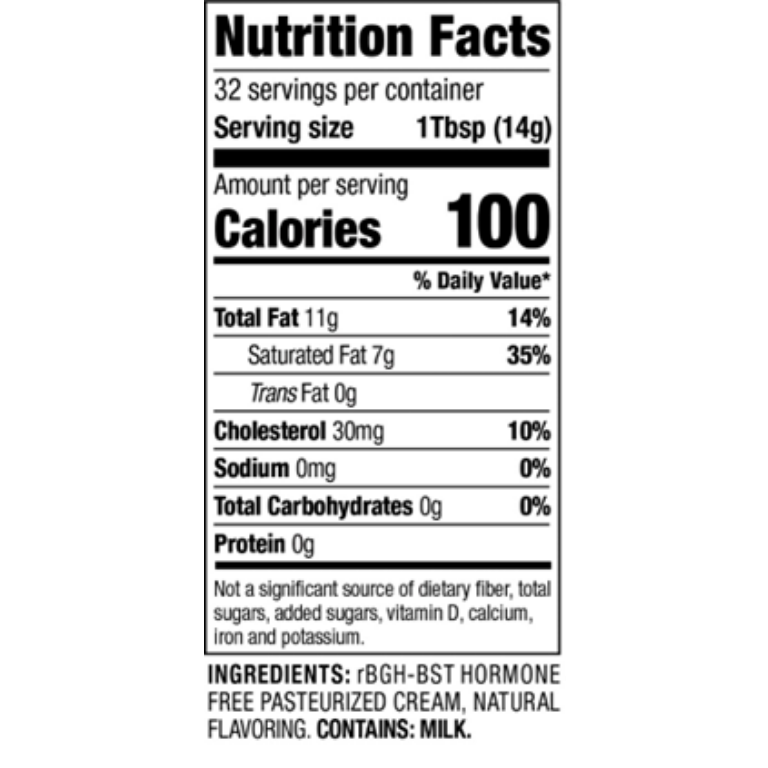 Nutrition Facts
32 servings per container
Serving size 1Tbsp (14g)
Amount per serving
Calories 100
% Daily Value*
Total Fat 11g 14%
Saturated Fat 7g 35%
Trans Fat 0g
Cholesterol 30mg 10%
Sodium 0mg 0%
Total Carbohydrates 0g 0%
Protein 0g
Not a significant source of dietary fiber, total
sugars, added sugars, vitamin D, calcium,
iron and potassium.
INGREDIENTS: rBGH-BST HORMONE
FREE PASTEURIZED CREAM, NATURAL
FLAVORING. CONTAINS: MILK.